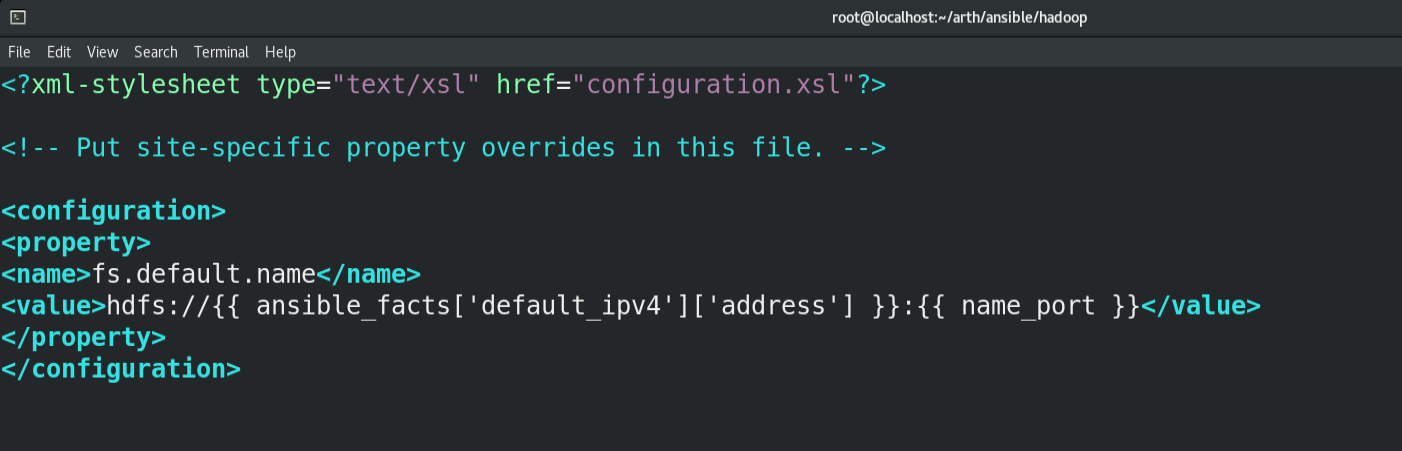 root@localhost:~/arth/ansible/hadoop
File Edit View Search Terminal Help
<?xml-stylesheet type="text/xsl" href="configuration.xsl"?>
<!-- Put site-specific property overrides in this file. -->
<configuration>
<property>
<name>fs.default.name</name>
<value>hdfs://{{ ansible_facts['default_ipv4']['address'] }}:{{ name_port }}</value>
</property>
</configuration>